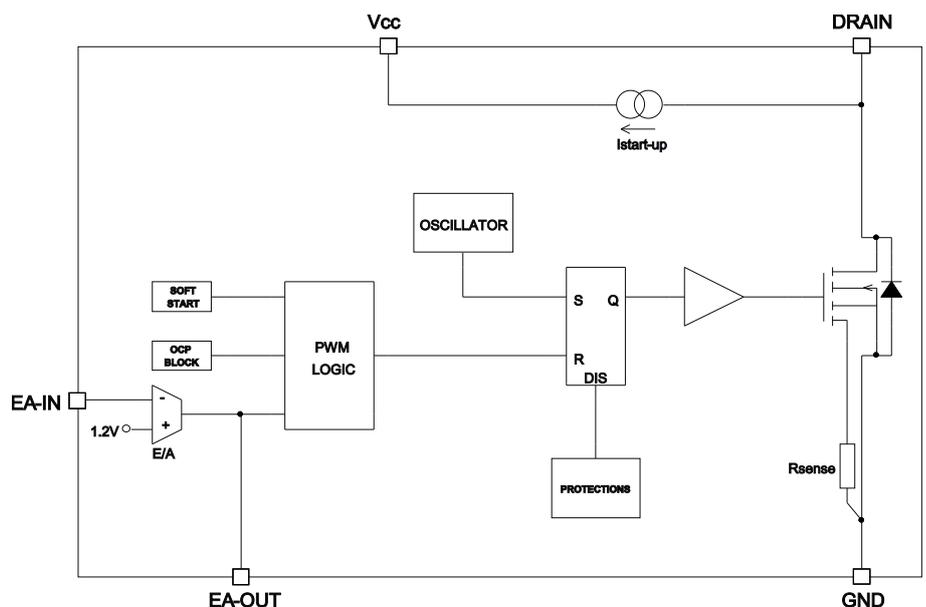 Vcc
DRAIN
Istart-up
OSCILLATOR
SOFT
START
S Q
PWM
LOGIC
OCP
BLOCK
R
DIS
EA-IN
-
1.2V
+
E/A
Rsense
PROTECTIONS
EA-OUT
GND